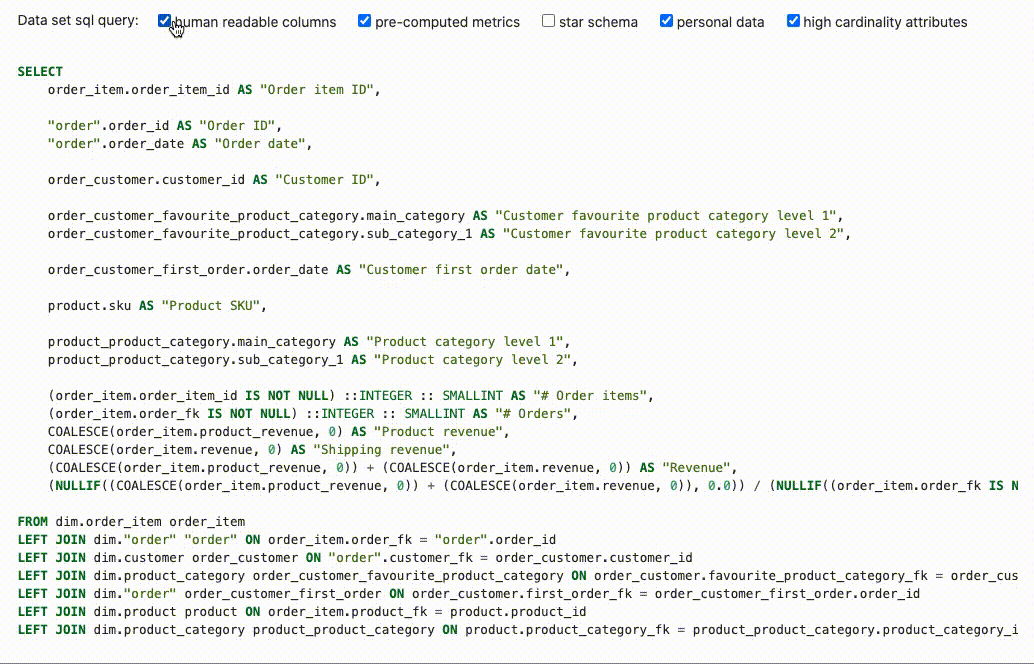 Data set sql query: human readable columns pre-computed metrics star schema personal data high cardinality attributes
SELECT
order_item.order_item_id AS "Order item ID",
"order".order_id AS "Order ID",
"order".order_date AS "Order date",
order_customer.customer_id AS "Customer ID",
order_customer_favourite_product_category.main_category AS "Customer favourite product category level 1",
order_customer_favourite_product_category.sub_category_1 AS "Customer favourite product category level 2",
order_customer_first_order.order_date AS "Customer first order date",
product.sku AS "Product SKU",
product_product_category.main_category AS "Product category level 1",
product_product_category.sub_category_1 AS "Product category level 2",
(order_item.order_item_id IS NOT NULL) ::INTEGER :: SMALLINT AS "# Order items",
(order_item.order_fk IS NOT NULL) ::INTEGER :: SMALLINT AS "# Orders",
COALESCE(order_item.product_revenue, 0) AS "Product revenue",
COALESCE(order_item.revenue, 0) AS "Shipping revenue",
(COALESCE(order_item.product_revenue, 0)) + (COALESCE(order_item.revenue, 0)) AS "Revenue",
(NULLIF((COALESCE(order_item.product_revenue, 0)) + (COALESCE(order_item.revenue, 0)), 0.0)) / (NULLIF((order_item.order_fk IS N
FROM dim.order_item order_item
LEFT JOIN dim."order" "order" ON order_item.order_fk = "order".order_id
LEFT JOIN dim.customer order_customer ON "order".customer_fk = order_customer.customer_id
LEFT JOIN dim.product_category order_customer_favourite_product_category ON order_customer.favourite_product_category_fk = order_cus
LEFT JOIN dim."order" order_customer_first_order ON order_customer.first_order_fk = order_customer_first_order.order_id
LEFT JOIN dim.product product ON order_item.product_fk = product.product_id
LEFT JOIN dim.product_category product_product_category ON product.product_category_fk = product_product_category.product_category_i